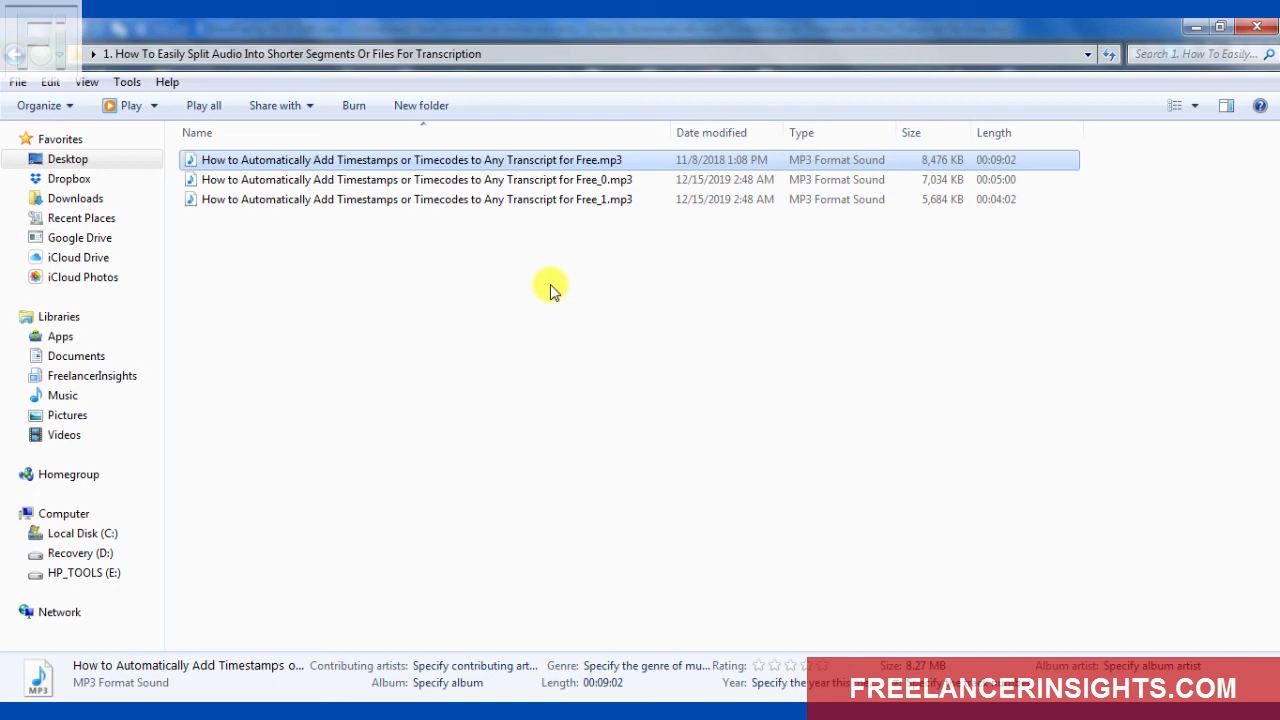 1. How To Easily Split Audio Into Shorter Segments Or Files For Transcription
Search 1. How To Easily...
File Edit View Tools Help
Organize Play Play all Share with Burn New folder
Name Date modified Type Size Length
How to Automatically Add Timestamps or Timecodes to Any Transcript for Free.mp3 11/8/2018 1:08 PM MP3 Format Sound 8,476 KB 00:09:02
How to Automatically Add Timestamps or Timecodes to Any Transcript for Free_0.mp3 12/15/2019 2:48 AM MP3 Format Sound 7,034 KB 00:05:00
How to Automatically Add Timestamps or Timecodes to Any Transcript for Free_1.mp3 12/15/2019 2:48 AM MP3 Format Sound 5,684 KB 00:04:02
Favorites
Desktop
Dropbox
Downloads
Recent Places
Google Drive
iCloud Drive
iCloud Photos
Libraries
Apps
Documents
FreelancerInsights
Music
Pictures
Videos
Homegroup
Computer
Local Disk (C:)
Recovery (D:)
HP_TOOLS (E:)
Network
How to Automatically Add Timestamps o... Contributing artists: Specify contributing art... Genre: Specify the genre of mu... Rating: Size: 8.27 MB Album artist: Specify album artist
MP3 Format Sound Album: Specify album Length: 00:09:02 Year: Specify the year this
MP3
FREELANCERINSIGHTS.COM